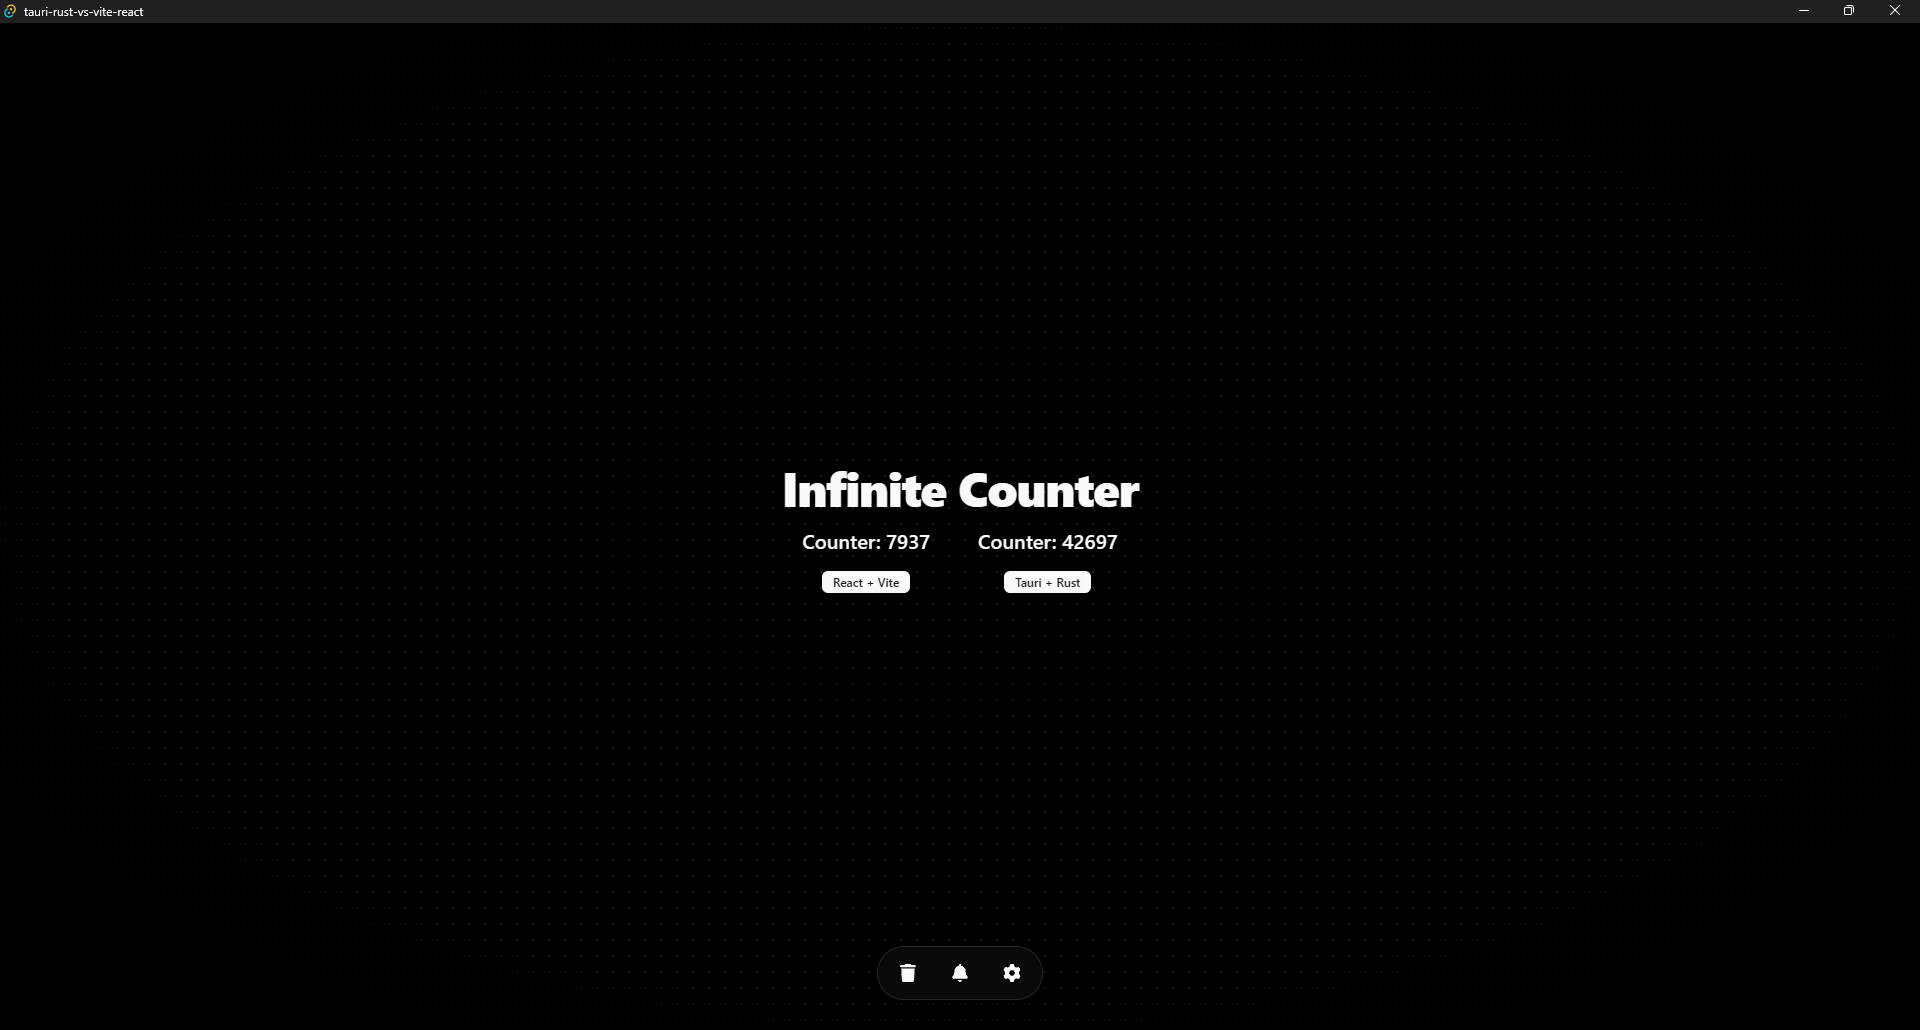 tauri-rust-vs-vite-react
Infinite Counter
Counter: 7937
Counter: 42697
React + Vite
Tauri + Rust